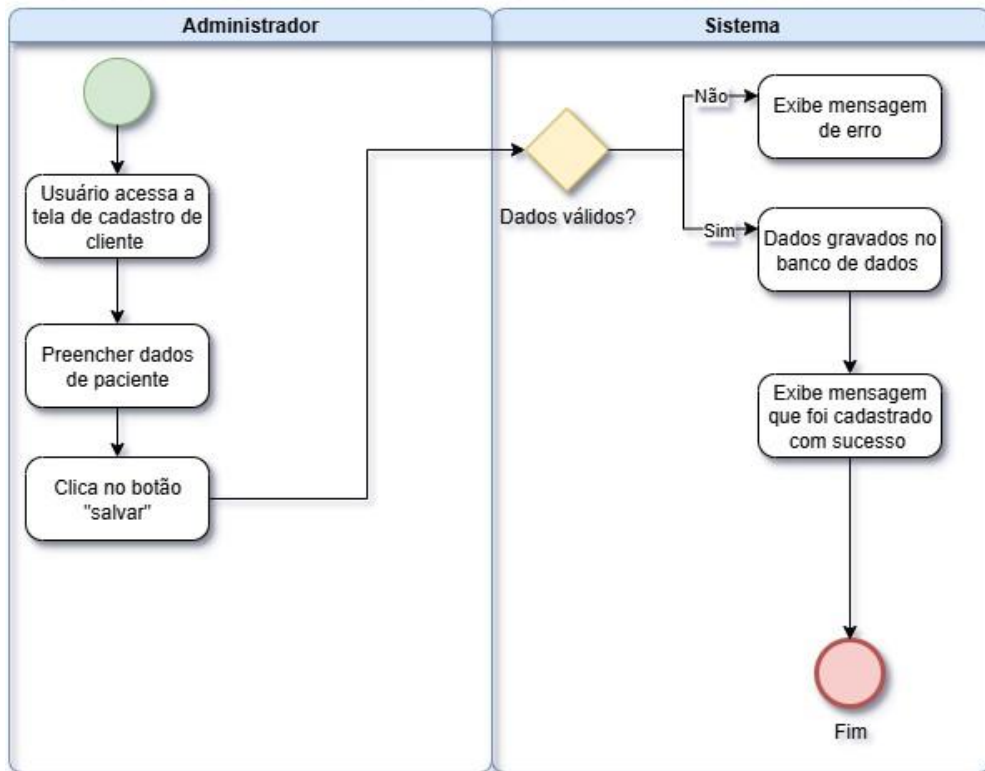 Administrador
Usuário acessa a
tela de cadastro de
cliente
Preencher dados
de paciente
Clica no botão
"salvar"
Sistema
Dados válidos?
Não
Exibe mensagem
de erro
Sim
Dados gravados no
banco de dados
Exibe mensagem
que foi cadastrado
com sucesso
Fim